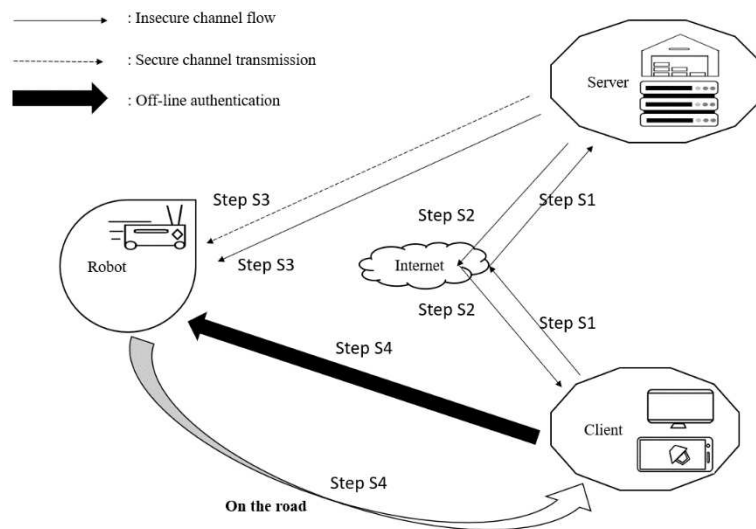 : Insecure channel flow
: Secure channel transmission
: Off-line authentication
Server
Step S3
Step S2
Step S1
Robot
Step S3
Internet
Step S2
Step S1
Step S4
Client
Step S4
On the road